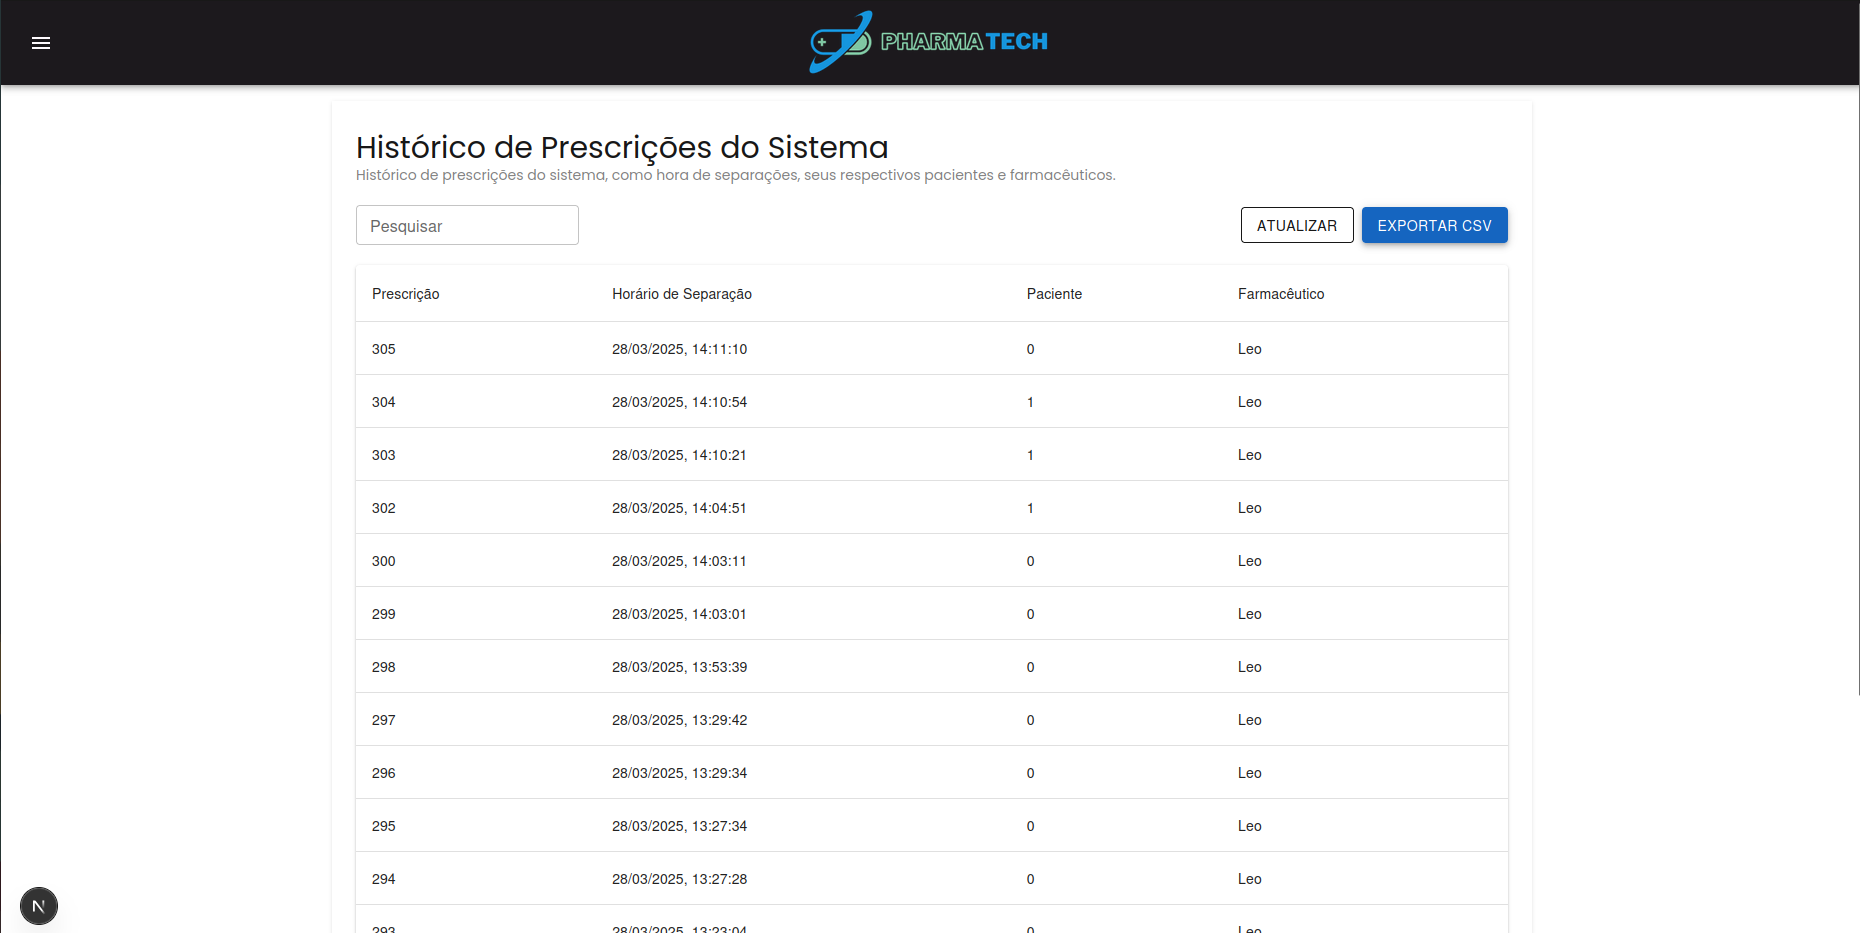 PHARMATECH
Histórico de Prescrições do Sistema
Histórico de prescrições do sistema, como hora de separações, seus respectivos pacientes e farmacêuticos.
Pesquisar ATUALIZAR EXPORTAR CSV
Prescrição Horário de Separação Paciente Farmacêutico
305 28/03/2025, 14:11:10 0 Leo
304 28/03/2025, 14:10:54 1 Leo
303 28/03/2025, 14:10:21 1 Leo
302 28/03/2025, 14:04:51 1 Leo
300 28/03/2025, 14:03:11 0 Leo
299 28/03/2025, 14:03:01 0 Leo
298 28/03/2025, 13:53:39 0 Leo
297 28/03/2025, 13:29:42 0 Leo
296 28/03/2025, 13:29:34 0 Leo
295 28/03/2025, 13:27:34 0 Leo
294 28/03/2025, 13:27:28 0 Leo
293 28/03/2025, 13:23:04 0 Leo
N